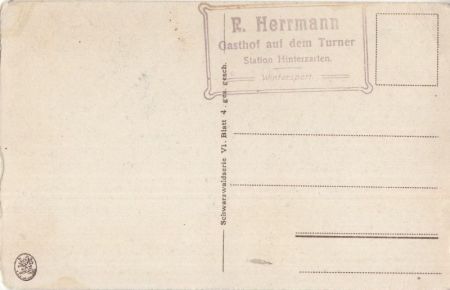 R. Herrmann
Gasthof auf dem Turner
Station Hinterzarten.
Wintersport.
Schwarzwaldserie VI. Blatt 4. ges. gesch.